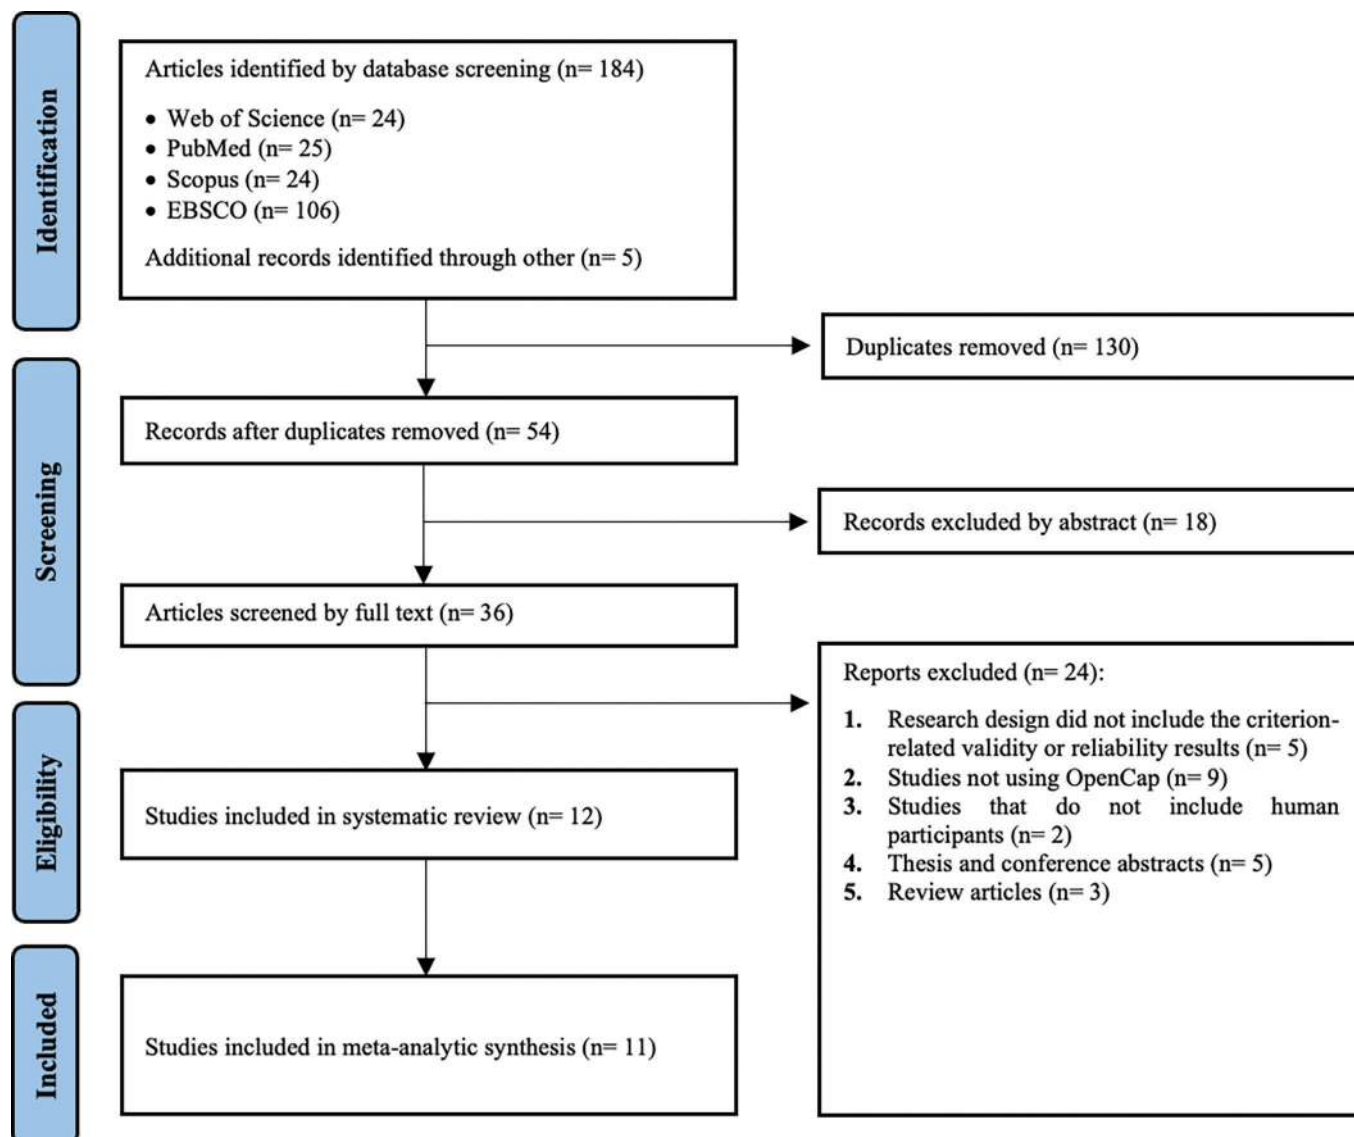 Identification
Articles identified by database screening (n= 184)
• Web of Science (n= 24)
• PubMed (n= 25)
• Scopus (n= 24)
• EBSCO (n= 106)
Additional records identified through other (n= 5)
Duplicates removed (n= 130)
Screening
Records after duplicates removed (n= 54)
Records excluded by abstract (n= 18)
Articles screened by full text (n= 36)
Reports excluded (n= 24):
1. Research design did not include the criterion-
related validity or reliability results (n= 5)
2. Studies not using OpenCap (n= 9)
3. Studies that do not include human
participants (n= 2)
4. Thesis and conference abstracts (n= 5)
5. Review articles (n= 3)
Eligibility
Studies included in systematic review (n= 12)
Included
Studies included in meta-analytic synthesis (n= 11)